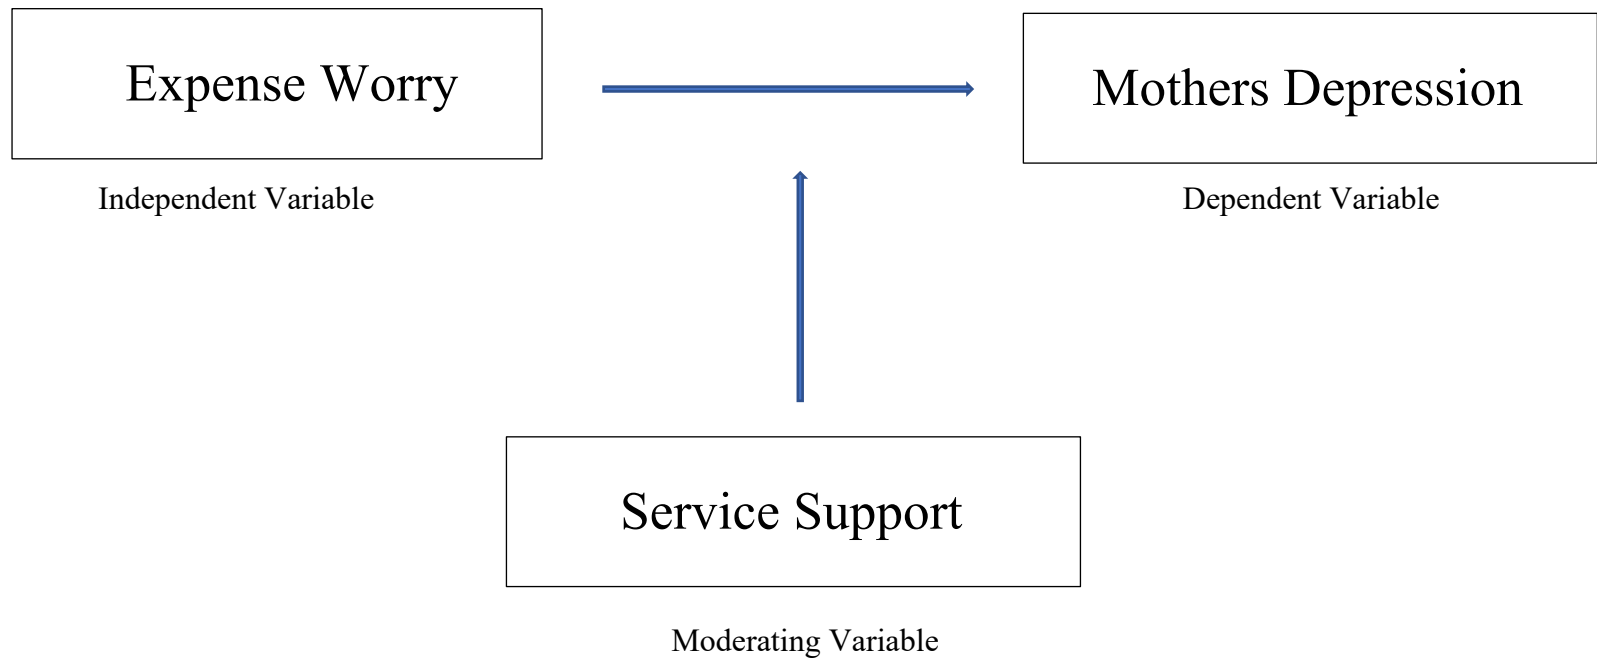 Expense Worry
Mothers Depression
Independent Variable
Dependent Variable
Service Support
Moderating Variable